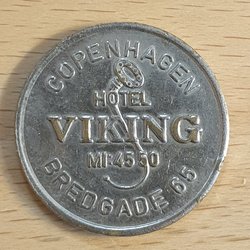 COPENHAGEN
HOTEL
VIKING
MI 4550
BREDGADE 65